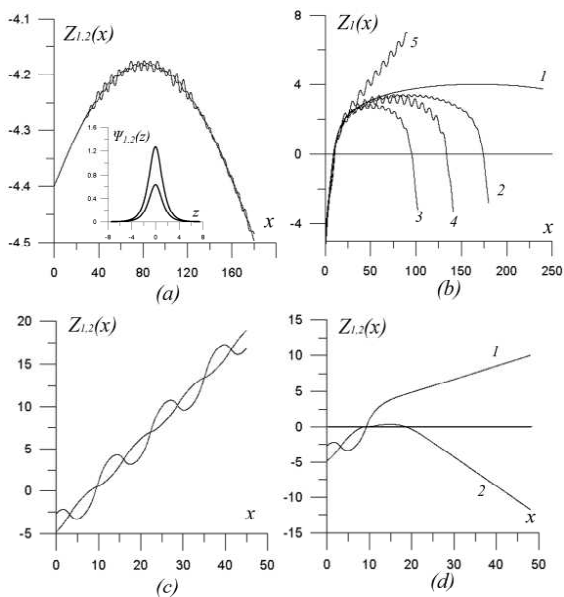 Z1,2(x)
-4.1
-4.2
-4.3
-4.4
-4.5
Ψ1,2(z)
1.6
1.2
0.8
0.4
0
z
-8 -4 0 4 8
x
0 40 80 120 160
(a)
Z1(x)
8
4
0
-4
5
1
2
3
4
x
0 50 100 150 200 250
(b)
Z1,2(x)
20
15
10
5
0
-5
x
0 10 20 30 40 50
(c)
Z1,2(x)
15
10
5
0
-5
-10
-15
1
2
x
0 10 20 30 40 50
(d)